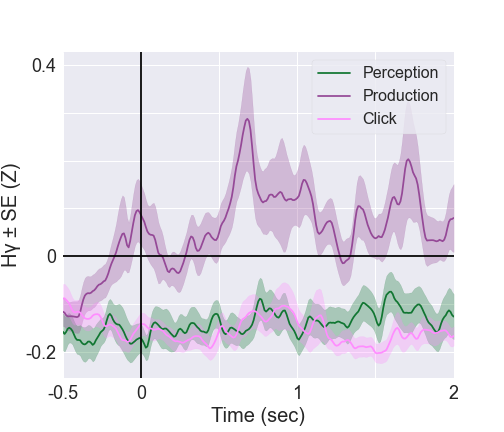 Hγ ± SE (Z)
0.4
0
-0.2
Perception
Production
Click
-0.5
0
1
2
Time (sec)